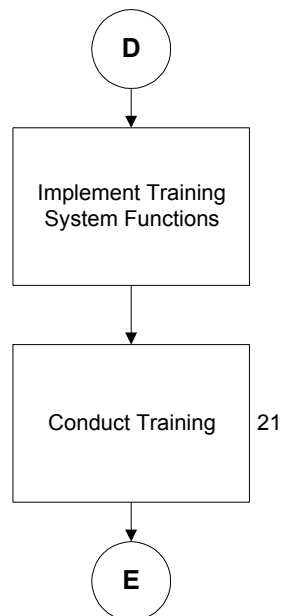 D
Implement Training
System Functions
Conduct Training 21
E